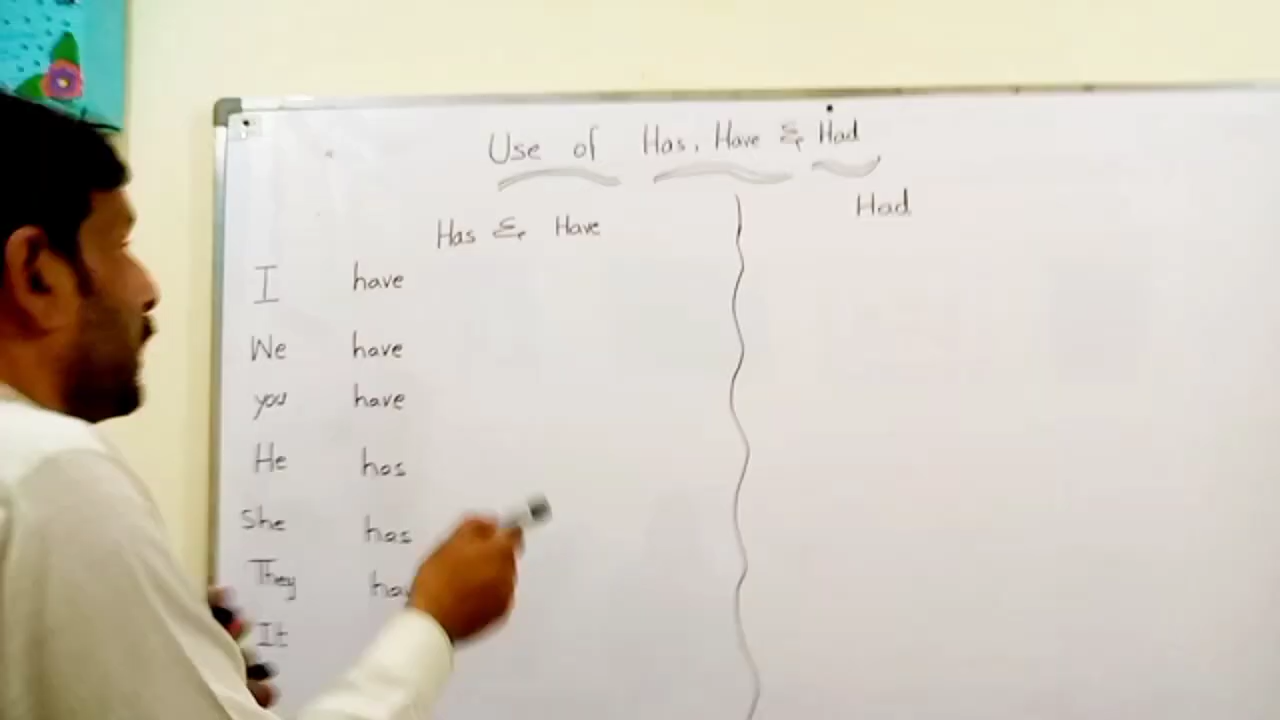 Use of Has, Have & Had
Has & Have
I have
We have
you have
He has
She has
They
It
Had